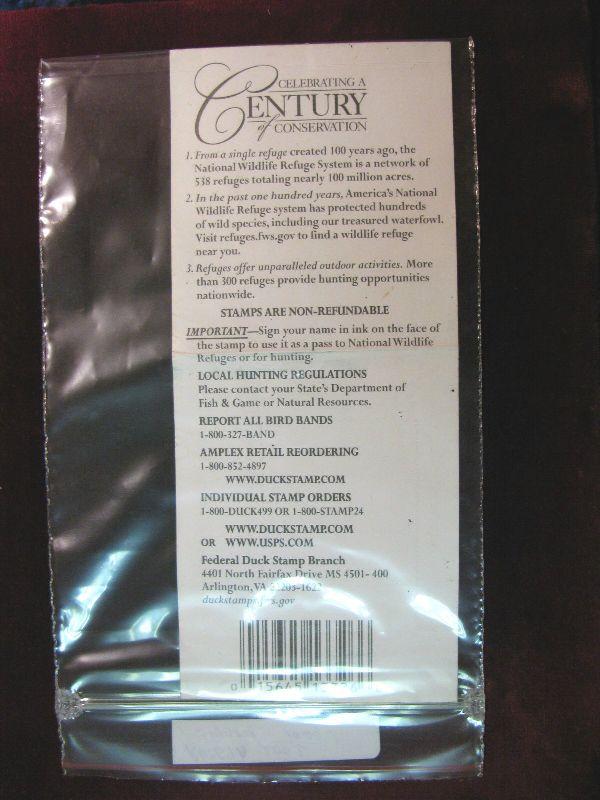 CELEBRATING A
CENTURY
of CONSERVATION
1. From a single refuge created 100 years ago, the
National Wildlife Refuge System is a network of
538 refuges totaling nearly 100 million acres.
2. In the past one hundred years, America's National
Wildlife Refuge system has protected hundreds
of wild species, including our treasured waterfowl.
Visit refuges.fws.gov to find a wildlife refuge
near you.
3. Refuges offer unparalleled outdoor activities. More
than 300 refuges provide hunting opportunities
nationwide.
STAMPS ARE NON-REFUNDABLE
IMPORTANT—Sign your name in ink on the face of
the stamp to use it as a pass to National Wildlife
Refuges or for hunting.
LOCAL HUNTING REGULATIONS
Please contact your State's Department of
Fish & Game or Natural Resources.
REPORT ALL BIRD BANDS
1-800-327-BAND
AMPLEX RETAIL REORDERING
1-800-852-4897
WWW.DUCKSTAMP.COM
INDIVIDUAL STAMP ORDERS
1-800-DUCK499 OR 1-800-STAMP24
WWW.DUCKSTAMP.COM
OR WWW.USPS.COM
Federal Duck Stamp Branch
4401 North Fairfax Drive MS 4501- 400
Arlington, VA
0 15645